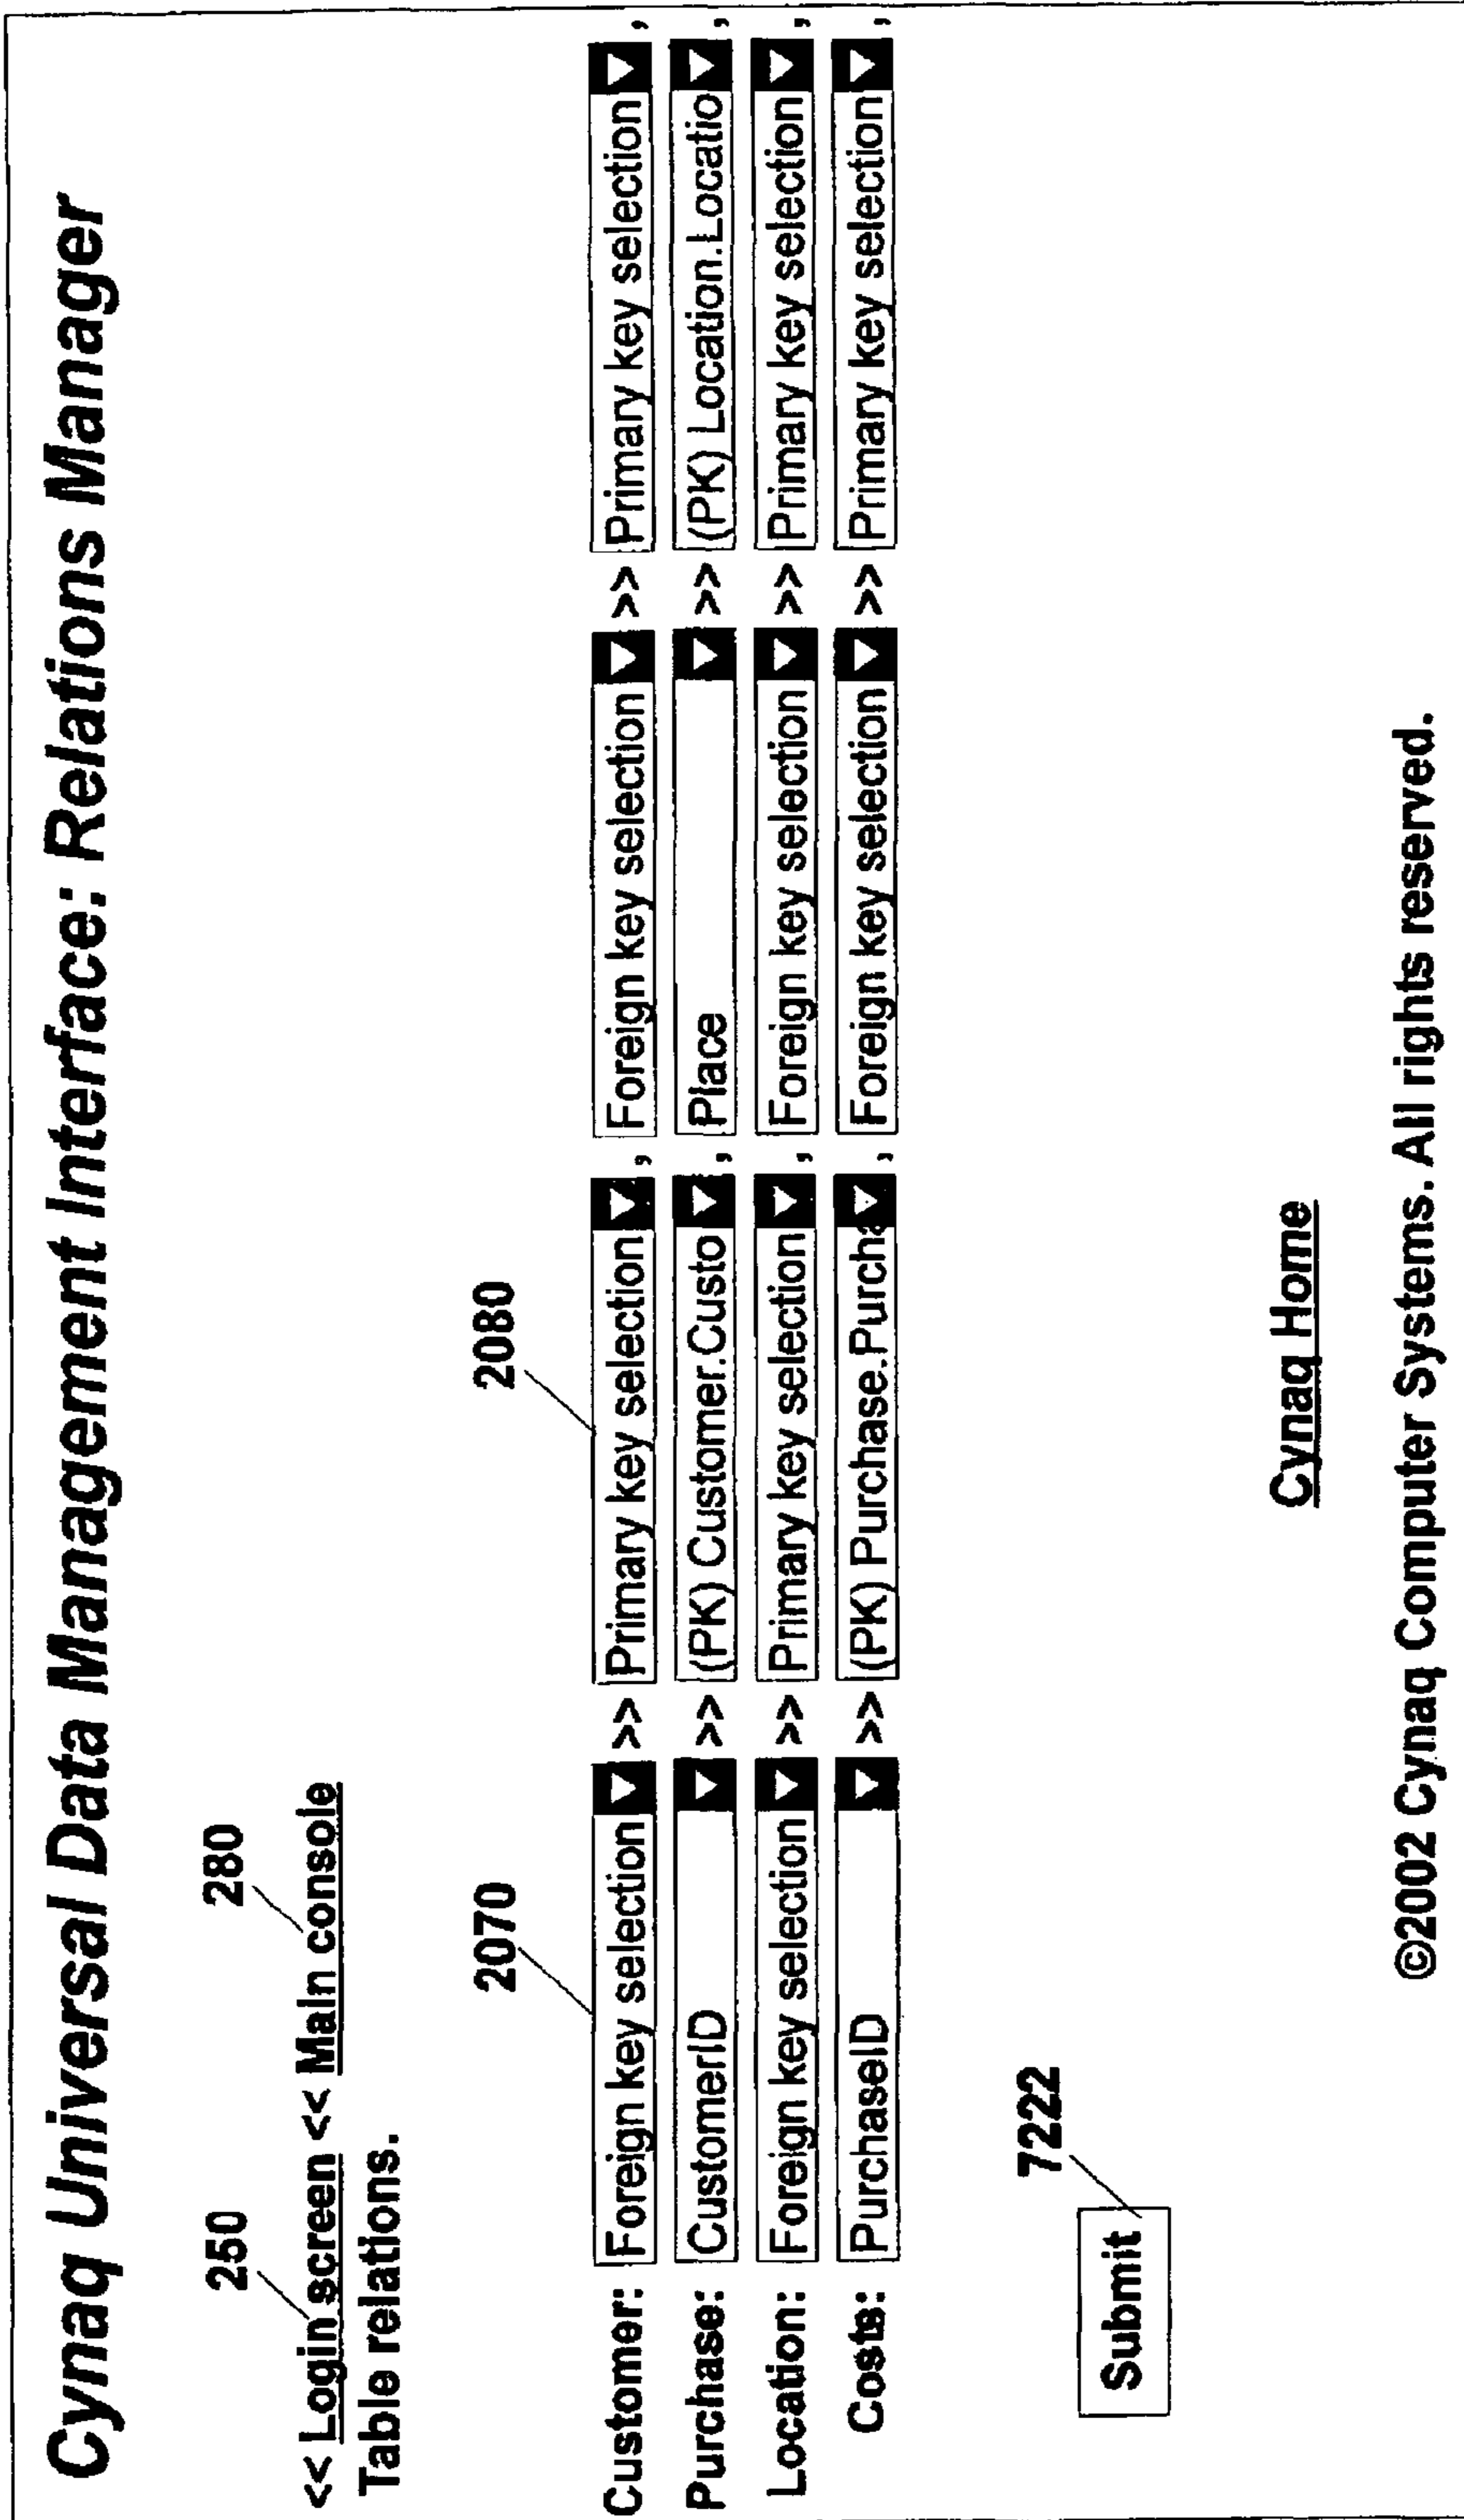 Cynaq Universal Data Management Interface: Relations Manager
250 280
<< Login screen << Main console
Table relations.
2070 2080
Customer: Foreign key selection >> Primary key selection , Foreign key selection >> Primary key selection ,
Purchase: CustomerID >> (PK) Customer.Custo , Place >> (PK) Location.Locatio ,
Location: Foreign key selection >> Primary key selection , Foreign key selection >> Primary key selection ,
Costs: PurchaseID >> (PK) Purchase.Purcha , Foreign key selection >> Primary key selection ,
7222
Submit
Cynaq Home
©2002 Cynaq Computer Systems. All rights reserved.